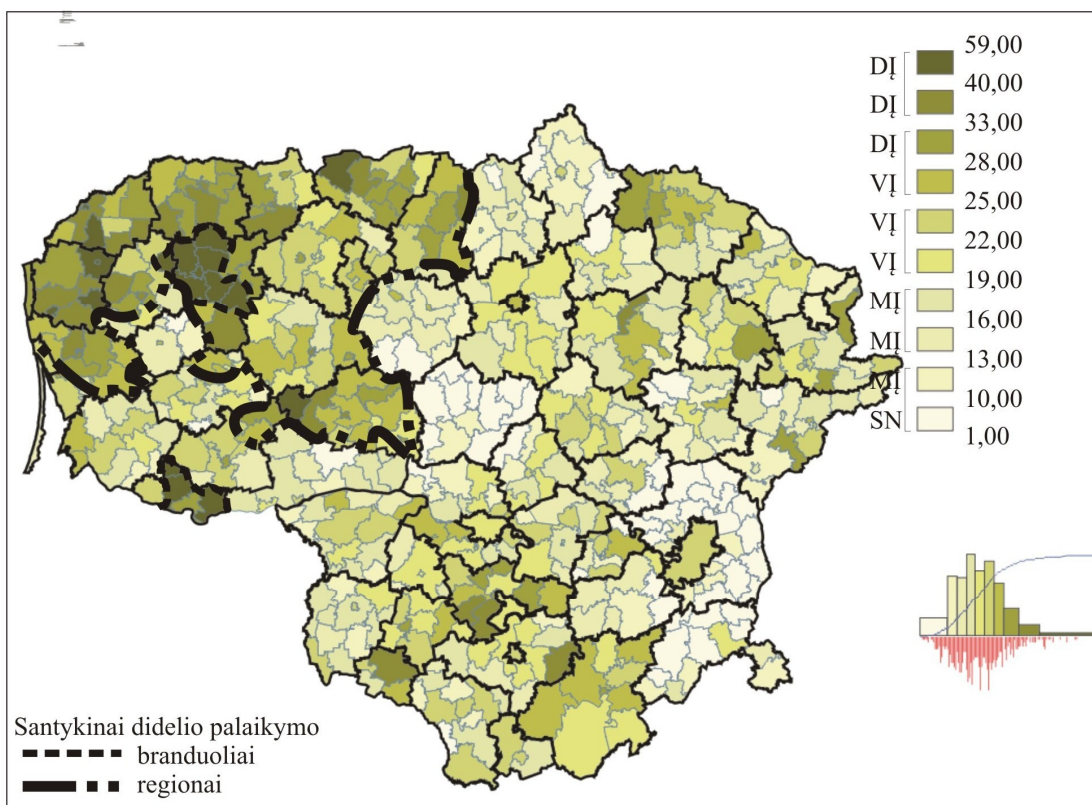 59,00
DĮ
40,00
DĮ
33,00
DĮ
28,00
VĮ
25,00
VĮ
22,00
VĮ
19,00
MĮ
16,00
MĮ
13,00
MĮ
10,00
SN
1,00
Santykinai didelio palaikymo
branduoliai
regionai